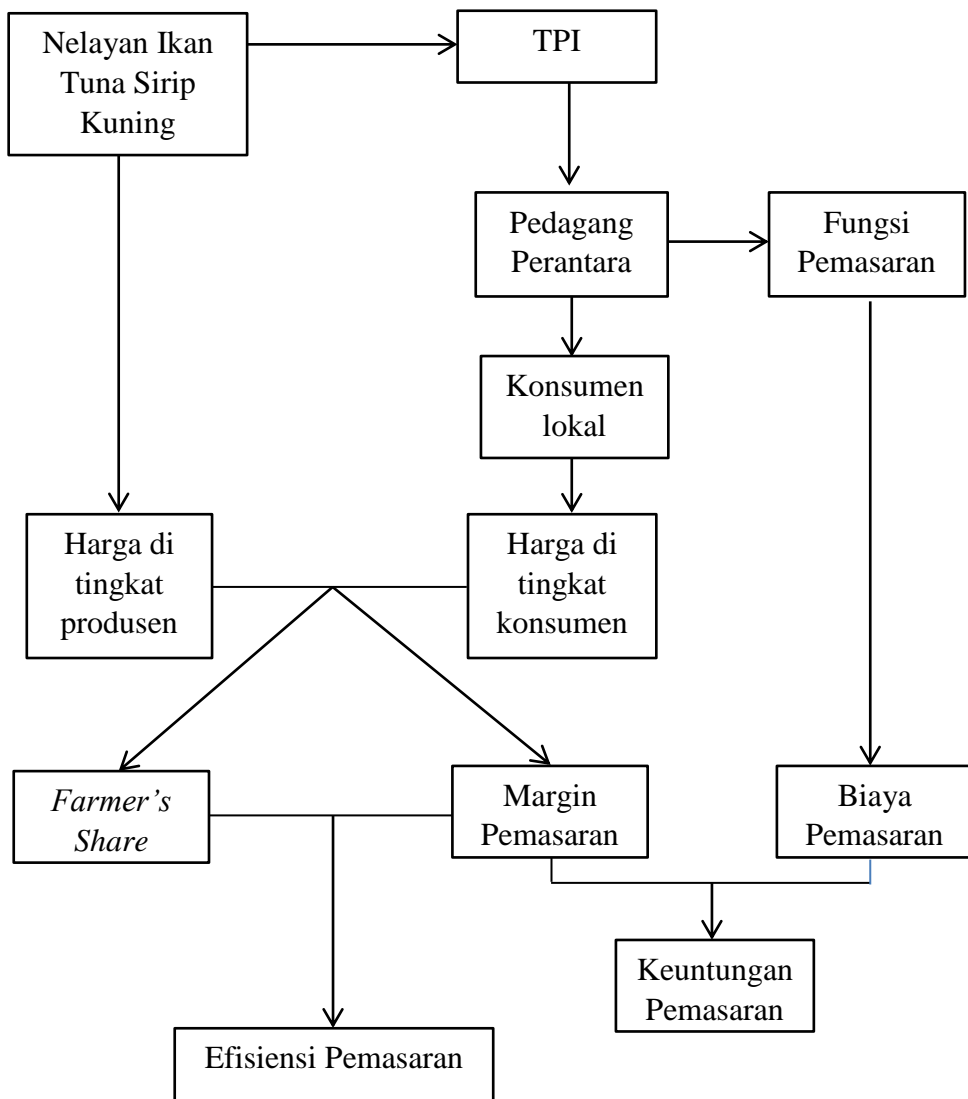 Nelayan Ikan
Tuna Sirip
Kuning
TPI
Pedagang
Perantara
Fungsi
Pemasaran
Konsumen
lokal
Harga di
tingkat
produsen
Harga di
tingkat
konsumen
Farmer’s
Share
Margin
Pemasaran
Biaya
Pemasaran
Keuntungan
Pemasaran
Efisiensi Pemasaran